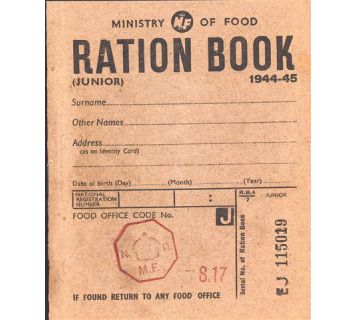 MINISTRY MF OF FOOD
RATION BOOK
(JUNIOR) 1944-45
Surname
Other Names
Address
(as on Identity Card)
Date of birth (Day) (Month) (Year)
NATIONAL REGISTRATION NUMBER : R.B.4/7 - JUNIOR
FOOD OFFICE CODE No. J
M.F.
8.17
IF FOUND RETURN TO ANY FOOD OFFICE
Serial No. of Ration Book
EJ 115019